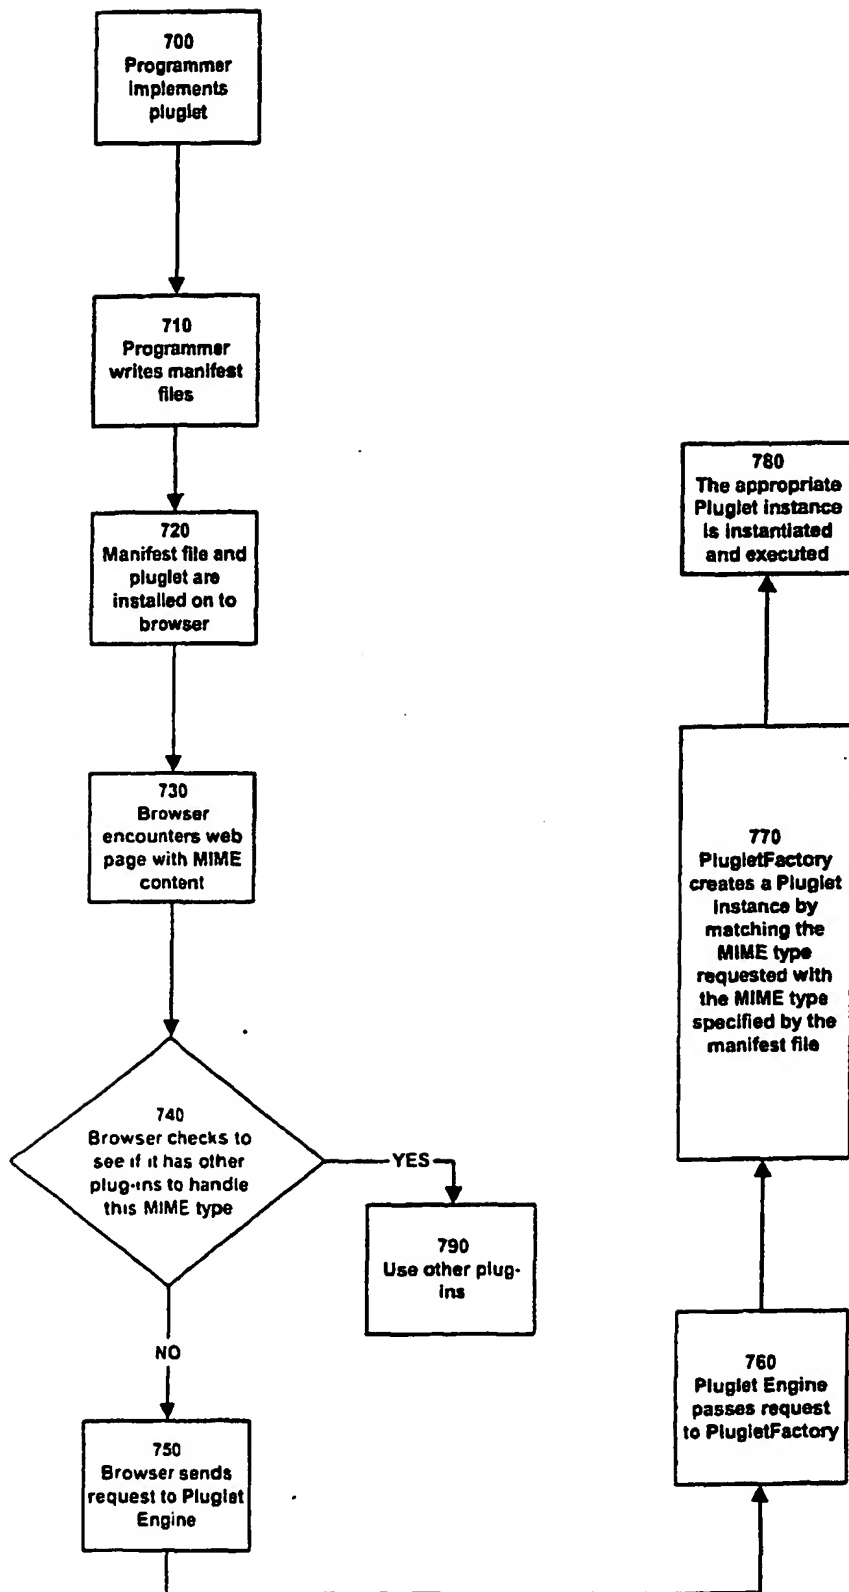 700
Programmer
implements
pluglet
710
Programmer
writes manifest
files
720
Manifest file and
pluglet are
installed on to
browser
730
Browser
encounters web
page with MIME
content
740
Browser checks to
see if it has other
plug-ins to handle
this MIME type
YES
790
Use other plug-
ins
NO
750
Browser sends
request to Pluglet
Engine
760
Pluglet Engine
passes request
to PlugletFactory
770
PlugletFactory
creates a Pluglet
instance by
matching the
MIME type
requested with
the MIME type
specified by the
manifest file
780
The appropriate
Pluglet instance
is instantiated
and executed